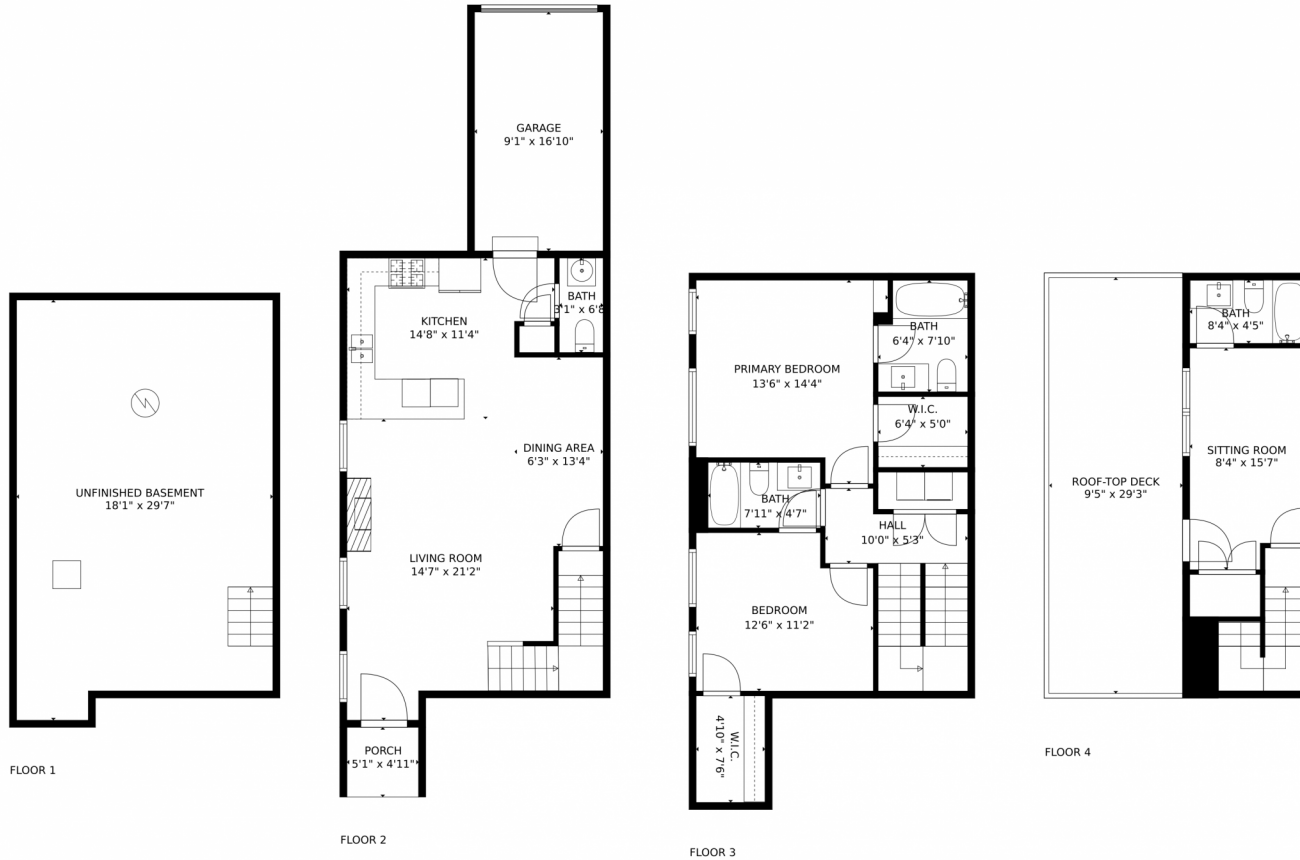 UNFINISHED BASEMENT
18'1" x 29'7"
FLOOR 1
GARAGE
9'1" x 16'10"
KITCHEN
14'8" x 11'4"
BATH
3'1" x 6'8
DINING AREA
6'3" x 13'4"
LIVING ROOM
14'7" x 21'2"
PORCH
5'1" x 4'11"
FLOOR 2
PRIMARY BEDROOM
13'6" x 14'4"
BATH
6'4" x 7'10"
W.I.C.
6'4" x 5'0"
BATH
7'11" x 4'7"
HALL
10'0" x 5'3"
BEDROOM
12'6" x 11'2"
W.I.C.
4'10" x 7'6"
FLOOR 3
BATH
8'4" x 4'5"
SITTING ROOM
8'4" x 15'7"
ROOF-TOP DECK
9'5" x 29'3"
FLOOR 4